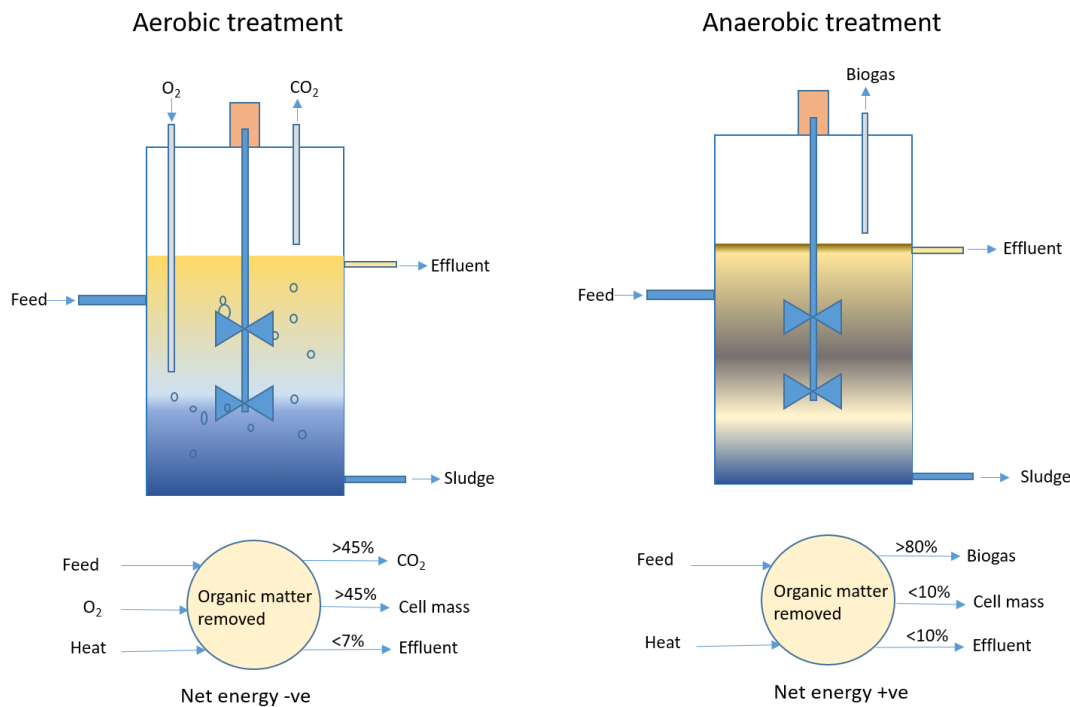 Aerobic treatment
Anaerobic treatment
O₂
CO₂
Feed
Effluent
Sludge
Biogas
Feed
Effluent
Sludge
Feed
O₂
Heat
Organic matter
removed
>45%
CO₂
>45%
Cell mass
<7%
Effluent
Net energy -ve
Feed
Heat
Organic matter
removed
>80%
Biogas
<10%
Cell mass
<10%
Effluent
Net energy +ve